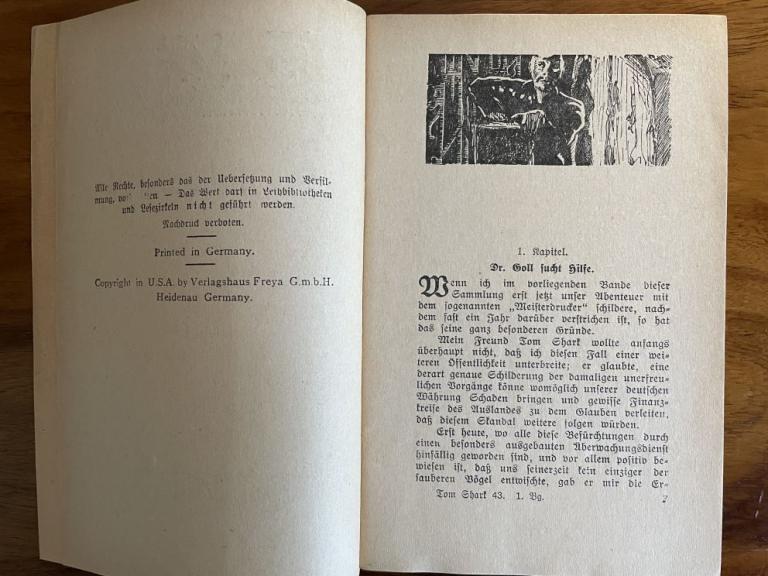 Alle Rechte, besonders das der Uebersetzung und Verfil-
mung, vo  en — Das Werk darf in Leihbibliotheken
und Lesezirkeln nicht geführt werden.
Nachdruck verboten.
Printed in Germany.
Copyright in U.S.A. by Verlagshaus Freya G.m.b.H.
Heidenau Germany.
1. Kapitel.
Dr. Goll sucht Hilfe.
Wenn ich im vorliegenden Bande dieser
Sammlung erst jetzt unser Abenteuer mit
dem sogenannten „Meisterdrucker“ schildere, nach-
dem fast ein Jahr darüber verstrichen ist, so hat
das seine ganz besonderen Gründe.
Mein Freund Tom Shark wollte anfangs
überhaupt nicht, daß ich diesen Fall einer wei-
teren Öffentlichkeit unterbreite; er glaubte, eine
derart genaue Schilderung der damaligen unerfreu-
lichen Vorgänge könne womöglich unserer deutschen
Währung Schaden bringen und gewisse Finanz-
kreise des Auslandes zu dem Glauben verleiten,
daß diesem Skandal weitere folgen würden.
Erst heute, wo alle diese Befürchtungen durch
einen besonders ausgebauten Überwachungsdienst
hinfällig geworden sind, und vor allem positiv be-
wiesen ist, daß uns seinerzeit kein einziger der
sauberen Vögel entwischte, gab er mir die Er-
Tom Shark 43. 1. Bg.